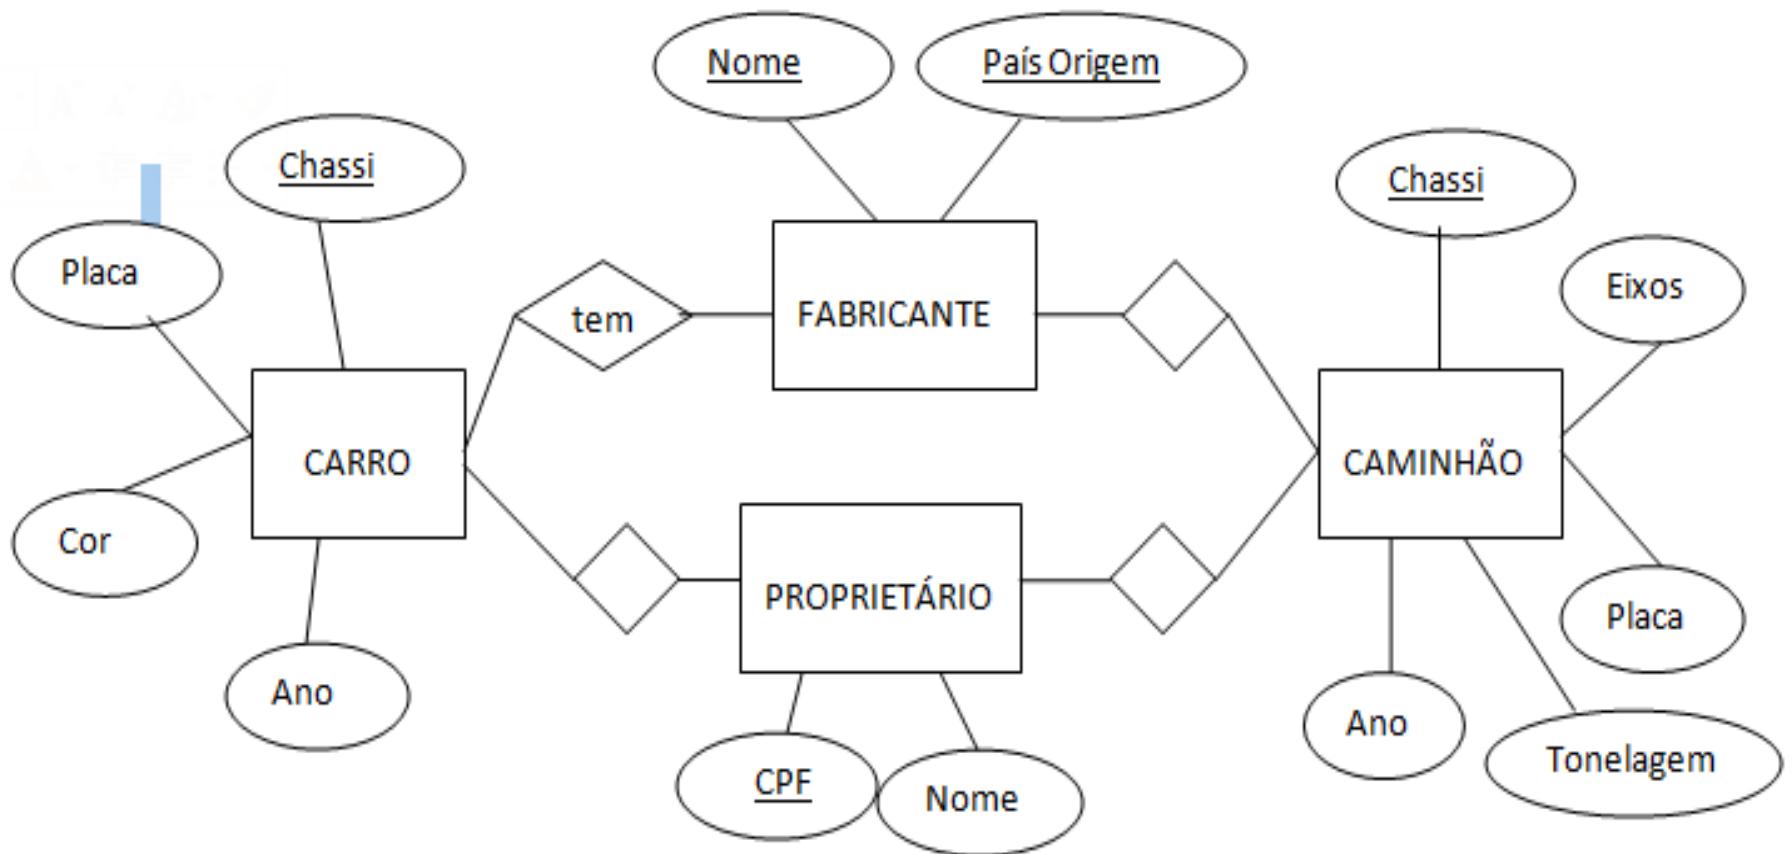 Nome
País Origem
Chassi
Chassi
Placa
Eixos
tem
FABRICANTE
CARRO
CAMINHÃO
Cor
PROPRIETÁRIO
Placa
Ano
Ano
Tonelagem
CPF
Nome